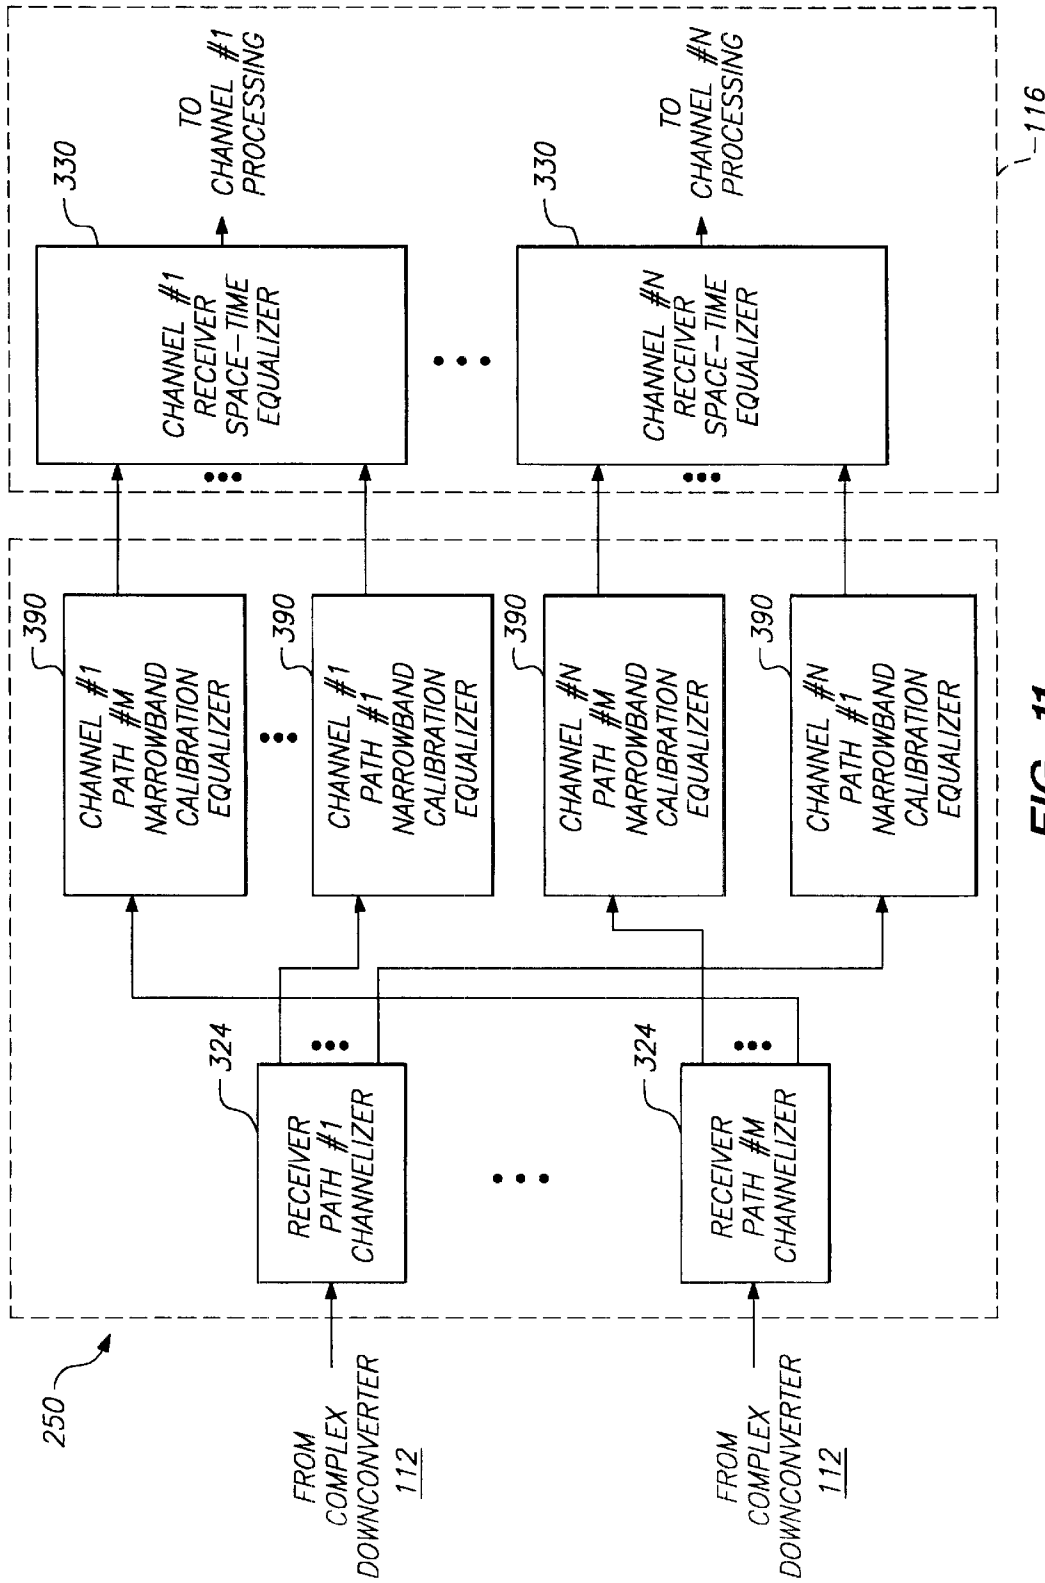 250
FROM
COMPLEX
DOWNCONVERTER
112
FROM
COMPLEX
DOWNCONVERTER
112
324
RECEIVER
PATH #1
CHANNELIZER
324
RECEIVER
PATH #M
CHANNELIZER
390
CHANNEL #1
PATH #M
NARROWBAND
CALIBRATION
EQUALIZER
390
CHANNEL #1
PATH #1
NARROWBAND
CALIBRATION
EQUALIZER
390
CHANNEL #N
PATH #M
NARROWBAND
CALIBRATION
EQUALIZER
390
CHANNEL #N
PATH #1
NARROWBAND
CALIBRATION
EQUALIZER
330
CHANNEL #1
RECEIVER
SPACE-TIME
EQUALIZER
TO
CHANNEL #1
PROCESSING
330
CHANNEL #N
RECEIVER
SPACE-TIME
EQUALIZER
TO
CHANNEL #N
PROCESSING
116
FIG. 11